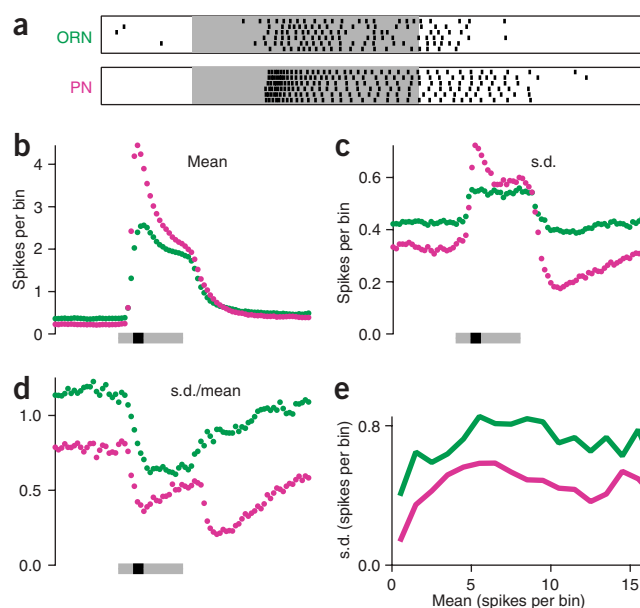 a
ORN
PN
b
Mean
4
3
2
1
0
Spikes per bin
c
s.d.
0.6
0.4
0.2
0.0
Spikes per bin
d
s.d./mean
1.0
0.5
0.0
e
0.8
0.0
s.d. (spikes per bin)
0 5 10 15
Mean (spikes per bin)